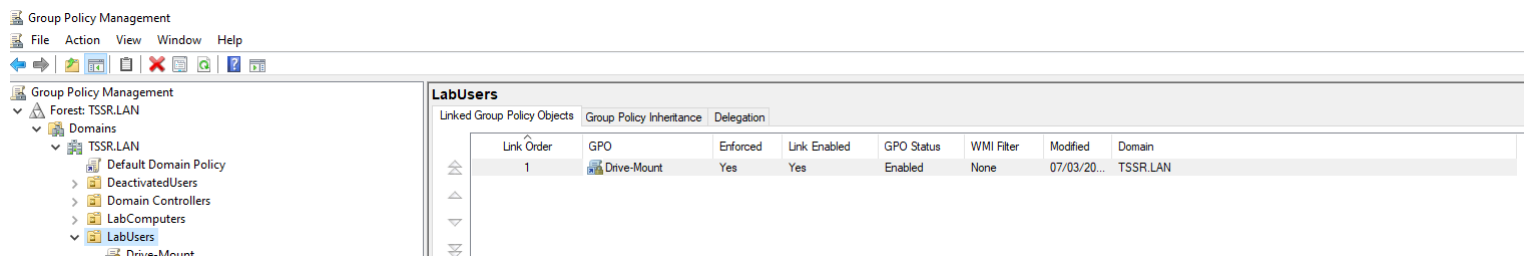 Group Policy Management
File Action View Window Help
Group Policy Management
Forest: TSSR.LAN
Domains
TSSR.LAN
Default Domain Policy
DeactivatedUsers
Domain Controllers
LabComputers
LabUsers
Drive-Mount
LabUsers
Linked Group Policy Objects Group Policy Inheritance Delegation
Link Order GPO Enforced Link Enabled GPO Status WMI Filter Modified Domain
1 Drive-Mount Yes Yes Enabled None 07/03/20... TSSR.LAN